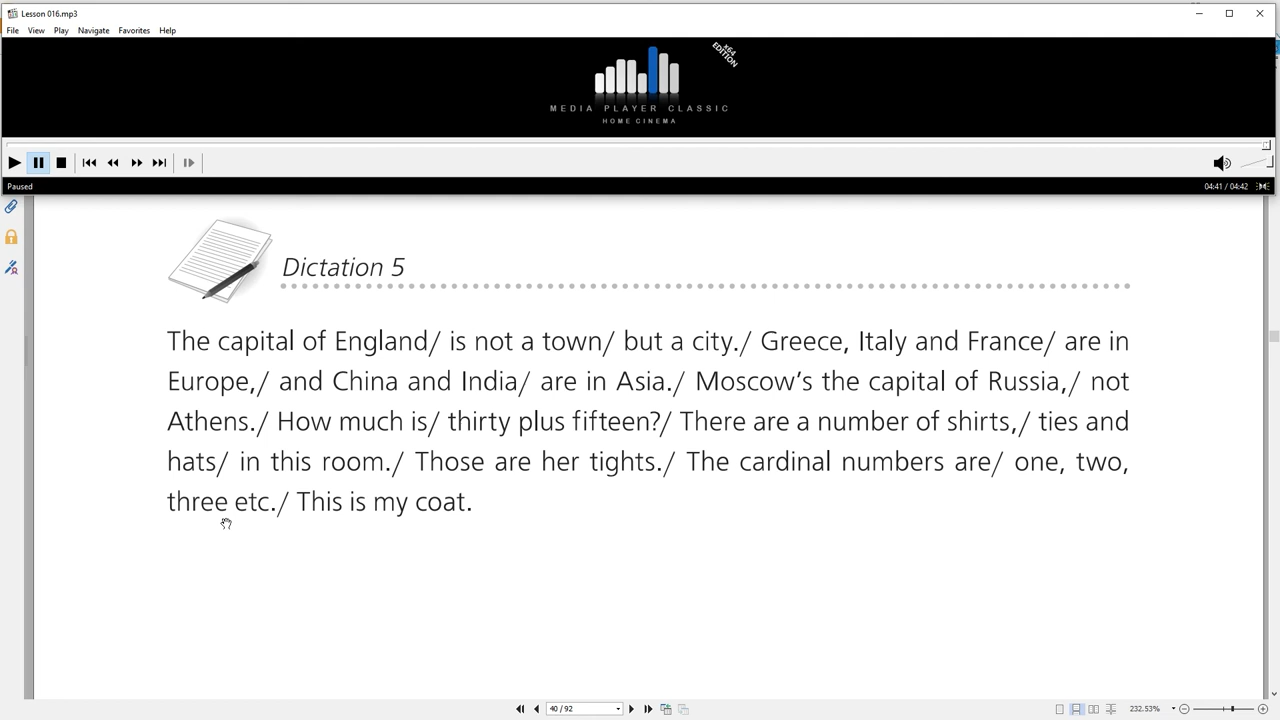 Lesson 016.mp3
File View Play Navigate Favorites Help
x64 EDITION
MEDIA PLAYER CLASSIC
HOME CINEMA
Paused
04:41 / 04:42
Dictation 5
The capital of England/ is not a town/ but a city./ Greece, Italy and France/ are in
Europe,/ and China and India/ are in Asia./ Moscow’s the capital of Russia,/ not
Athens./ How much is/ thirty plus fifteen?/ There are a number of shirts,/ ties and
hats/ in this room./ Those are her tights./ The cardinal numbers are/ one, two,
three etc./ This is my coat.
40 / 92
232.53%